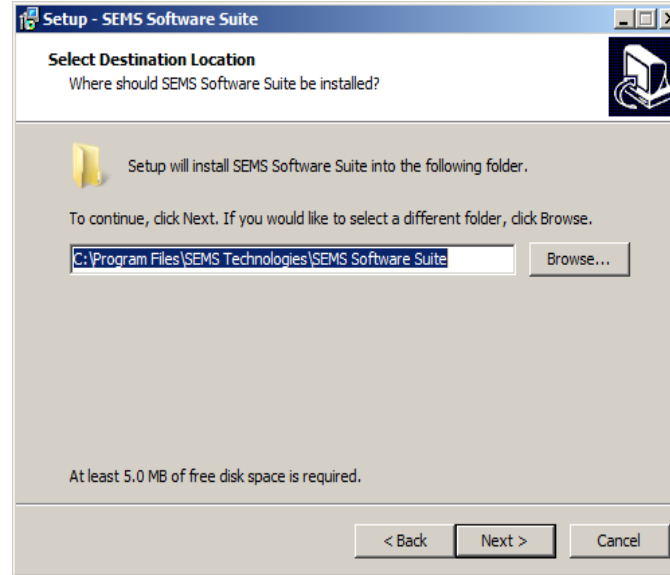 Setup - SEMS Software Suite
Select Destination Location
Where should SEMS Software Suite be installed?
Setup will install SEMS Software Suite into the following folder.
To continue, click Next. If you would like to select a different folder, click Browse.
C:\Program Files\SEMS Technologies\SEMS Software Suite
Browse...
At least 5.0 MB of free disk space is required.
< Back Next > Cancel